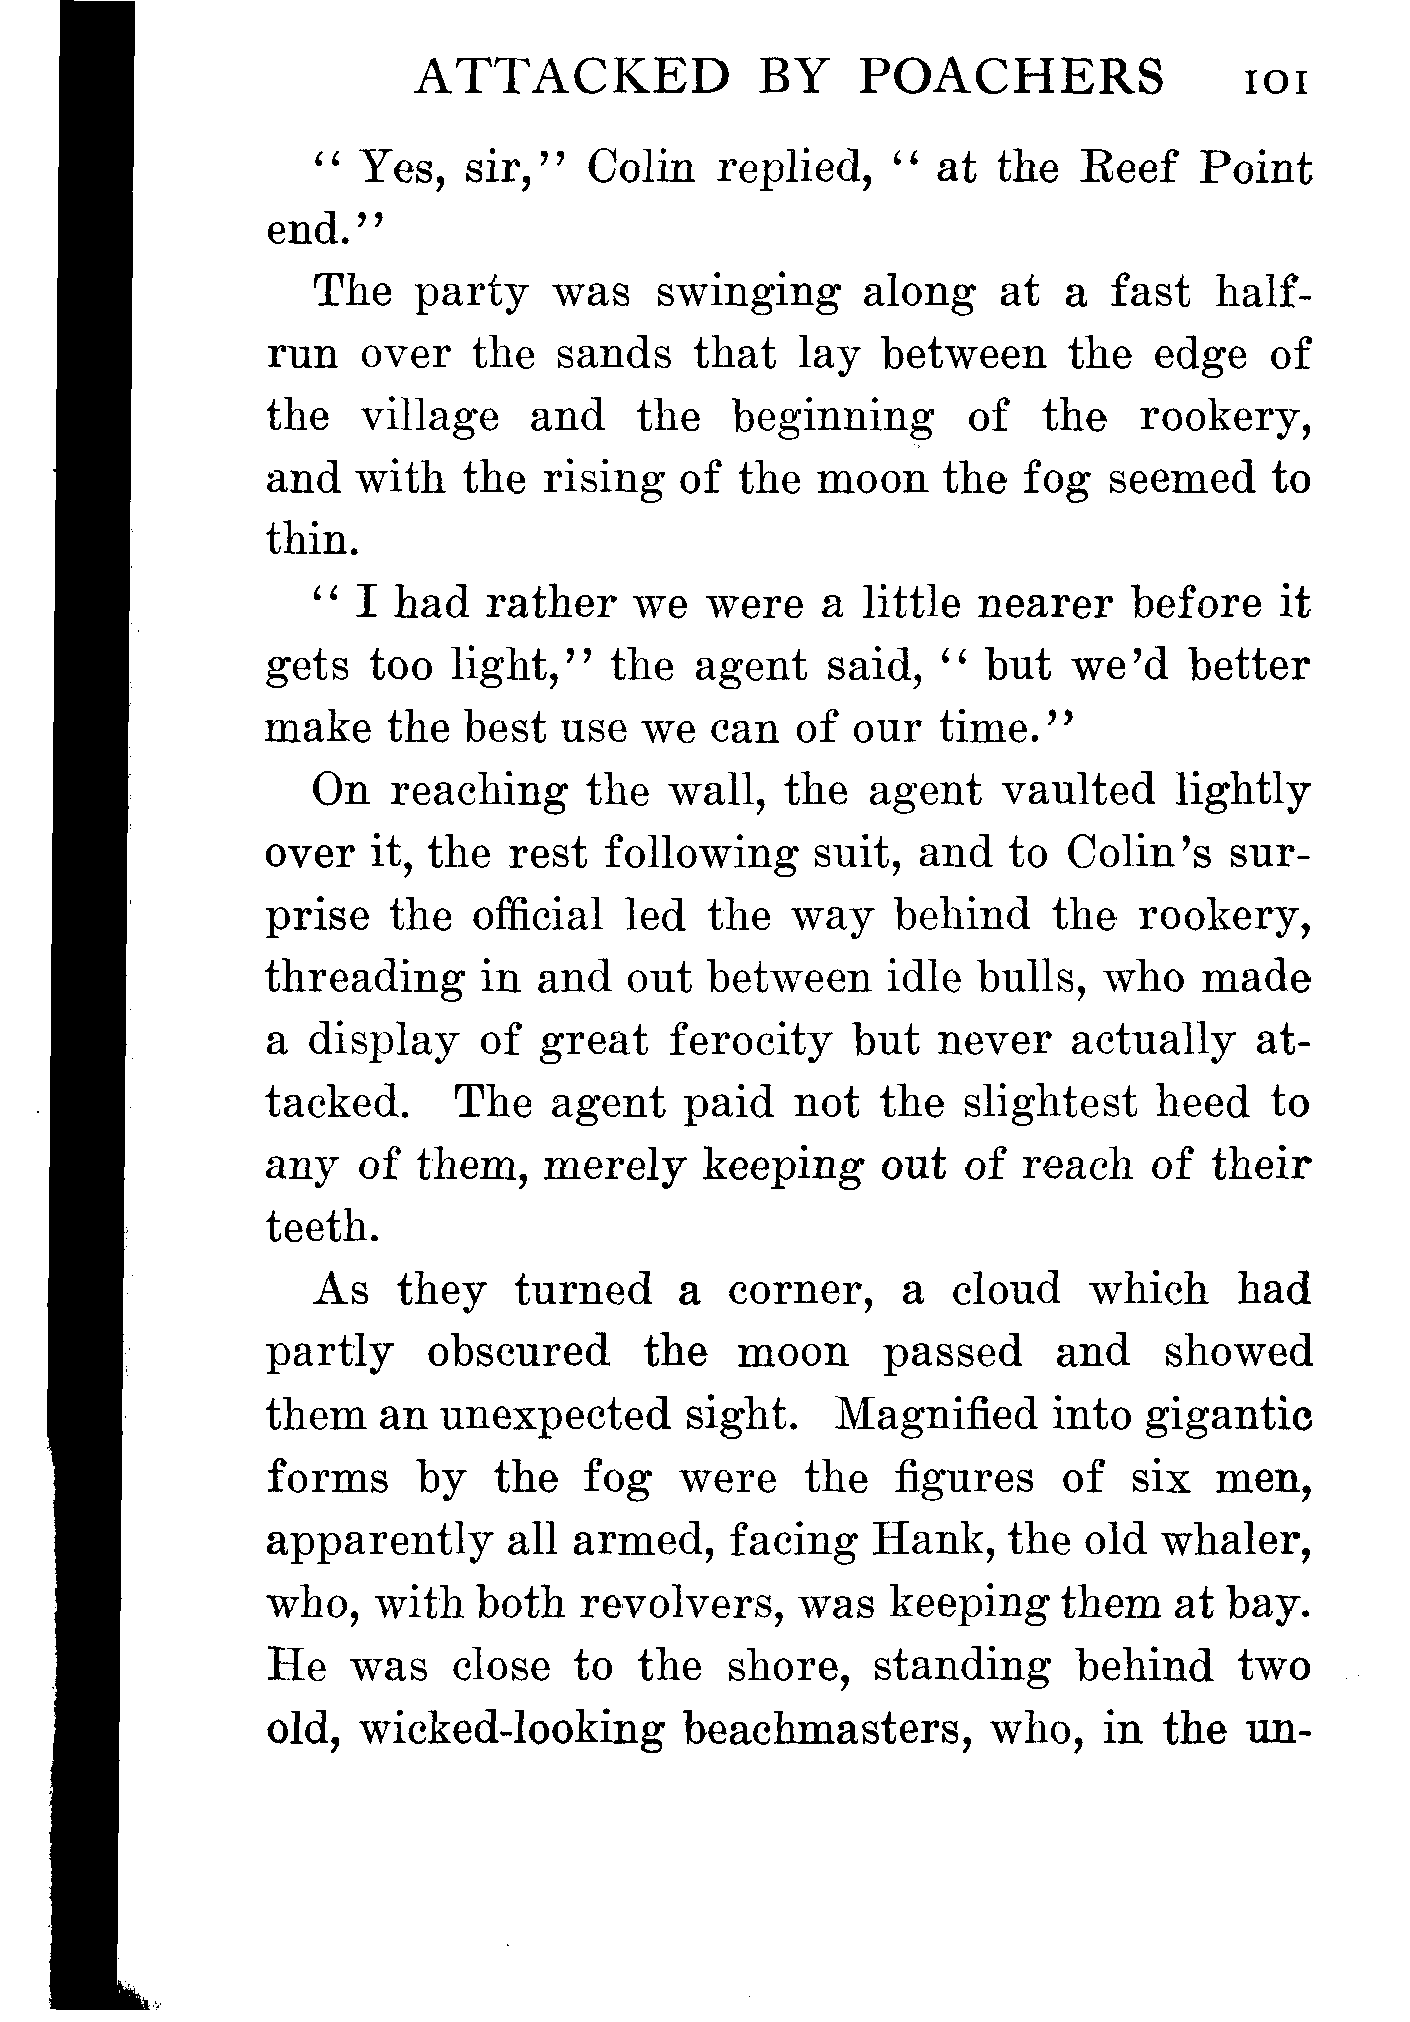 ATTACKED BY POACHERS 101
“ Yes, sir,” Colin replied, “ at the Reef Point
end.”
The party was swinging along at a fast half-
run over the sands that lay between the edge of
the village and the beginning of the rookery,
and with the rising of the moon the fog seemed to
thin.
“ I had rather we were a little nearer before it
gets too light,” the agent said, “ but we’d better
make the best use we can of our time.”
On reaching the wall, the agent vaulted lightly
over it, the rest following suit, and to Colin’s sur-
prise the official led the way behind the rookery,
threading in and out between idle bulls, who made
a display of great ferocity but never actually at-
tacked. The agent paid not the slightest heed to
any of them, merely keeping out of reach of their
teeth.
As they turned a corner, a cloud which had
partly obscured the moon passed and showed
them an unexpected sight. Magnified into gigantic
forms by the fog were the figures of six men,
apparently all armed, facing Hank, the old whaler,
who, with both revolvers, was keeping them at bay.
He was close to the shore, standing behind two
old, wicked-looking beachmasters, who, in the un-